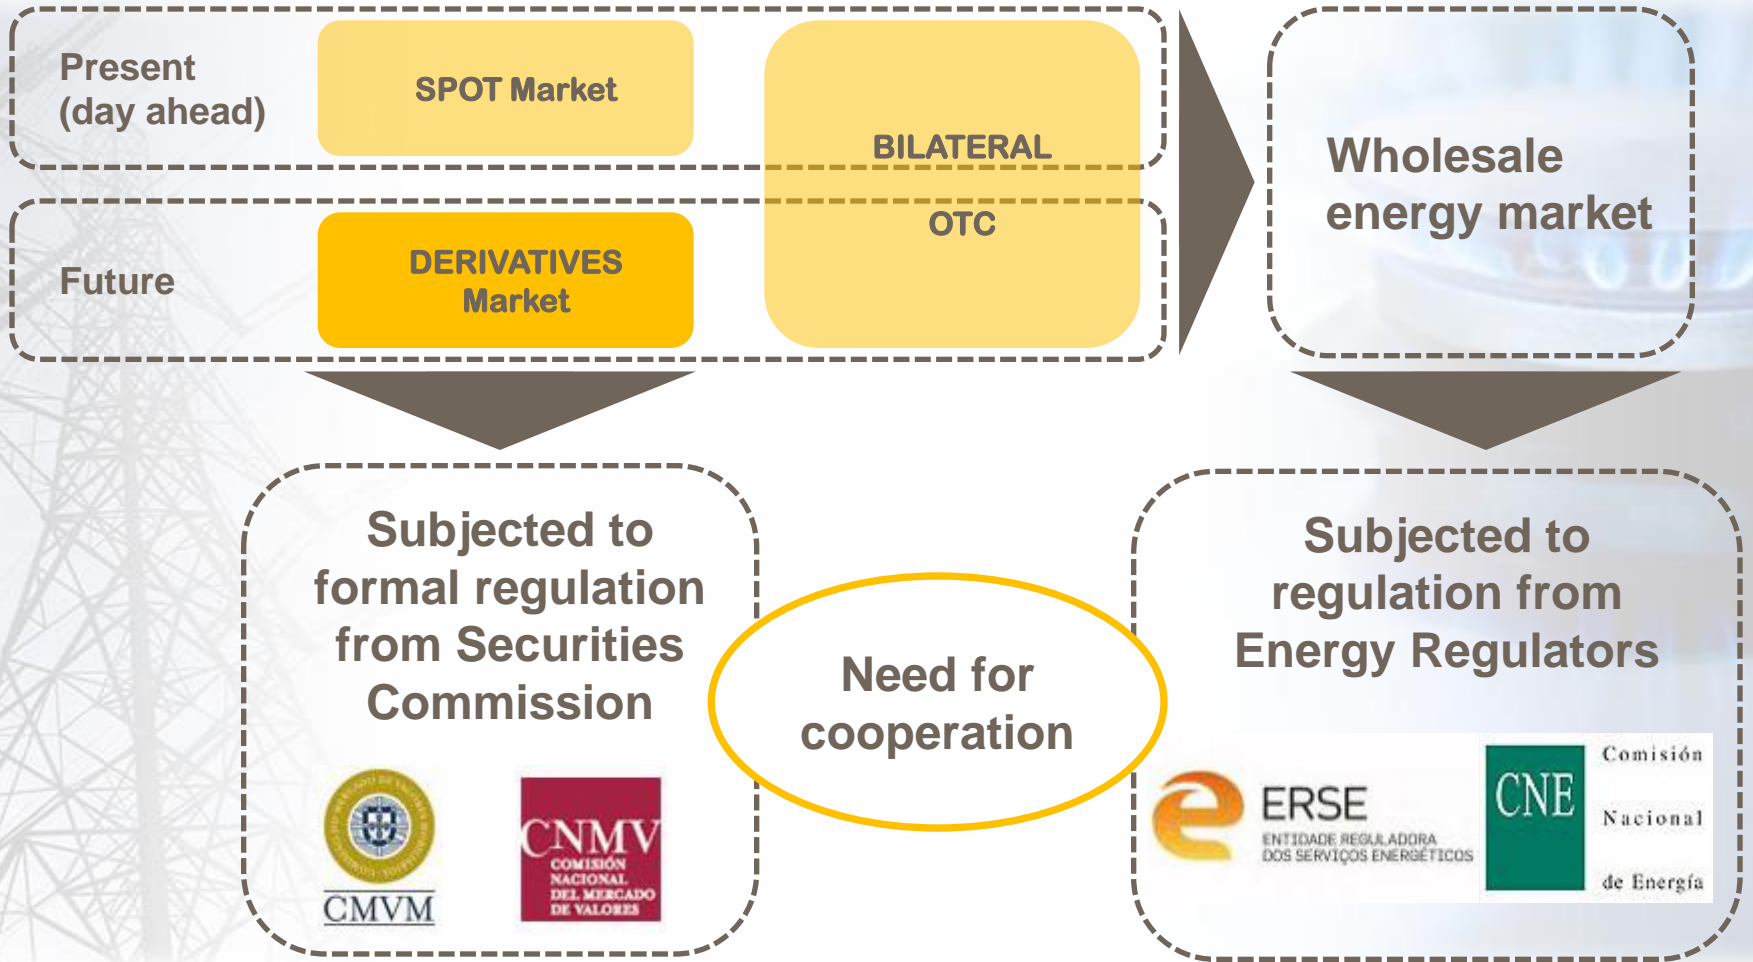 Present
(day ahead)
SPOT Market
BILATERAL
OTC
Wholesale
energy market
Future
DERIVATIVES
Market
Subjected to
formal regulation
from Securities
Commission
Need for
cooperation
Subjected to
regulation from
Energy Regulators
CMVM
CNMV
COMISIÓN
NACIONAL
DEL MERCADO
DE VALORES
ERSE
ENTIDADE REGULADORA
DOS SERVIÇOS ENERGÉTICOS
CNE
Comisión
Nacional
de Energía